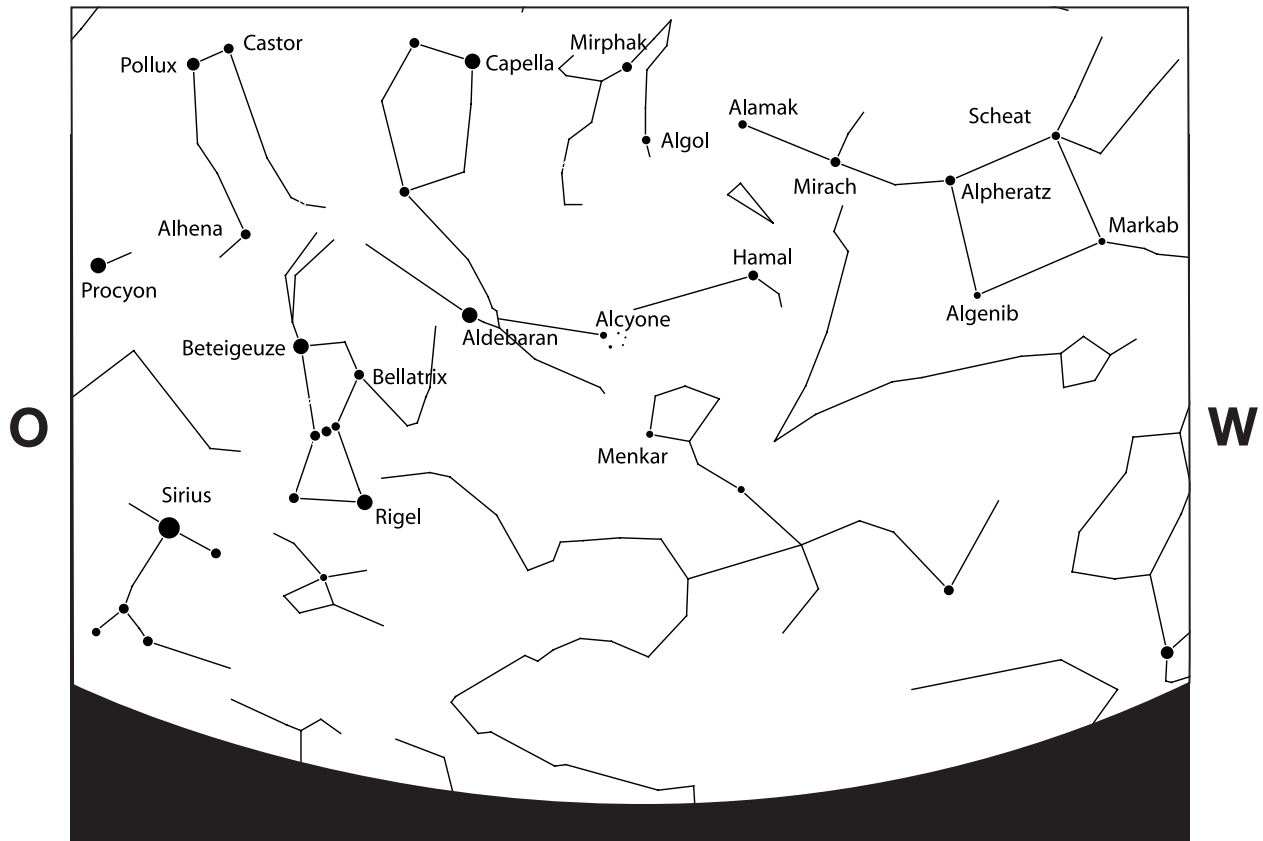 Castor
Pollux
Capella
Mirphak
Algol
Alamak
Mirach
Scheat
Alpheratz
Markab
Alhena
Procyon
Hamal
Algenib
Alcyone
Aldebaran
Beteigeuze
Bellatrix
O
W
Menkar
Sirius
Rigel